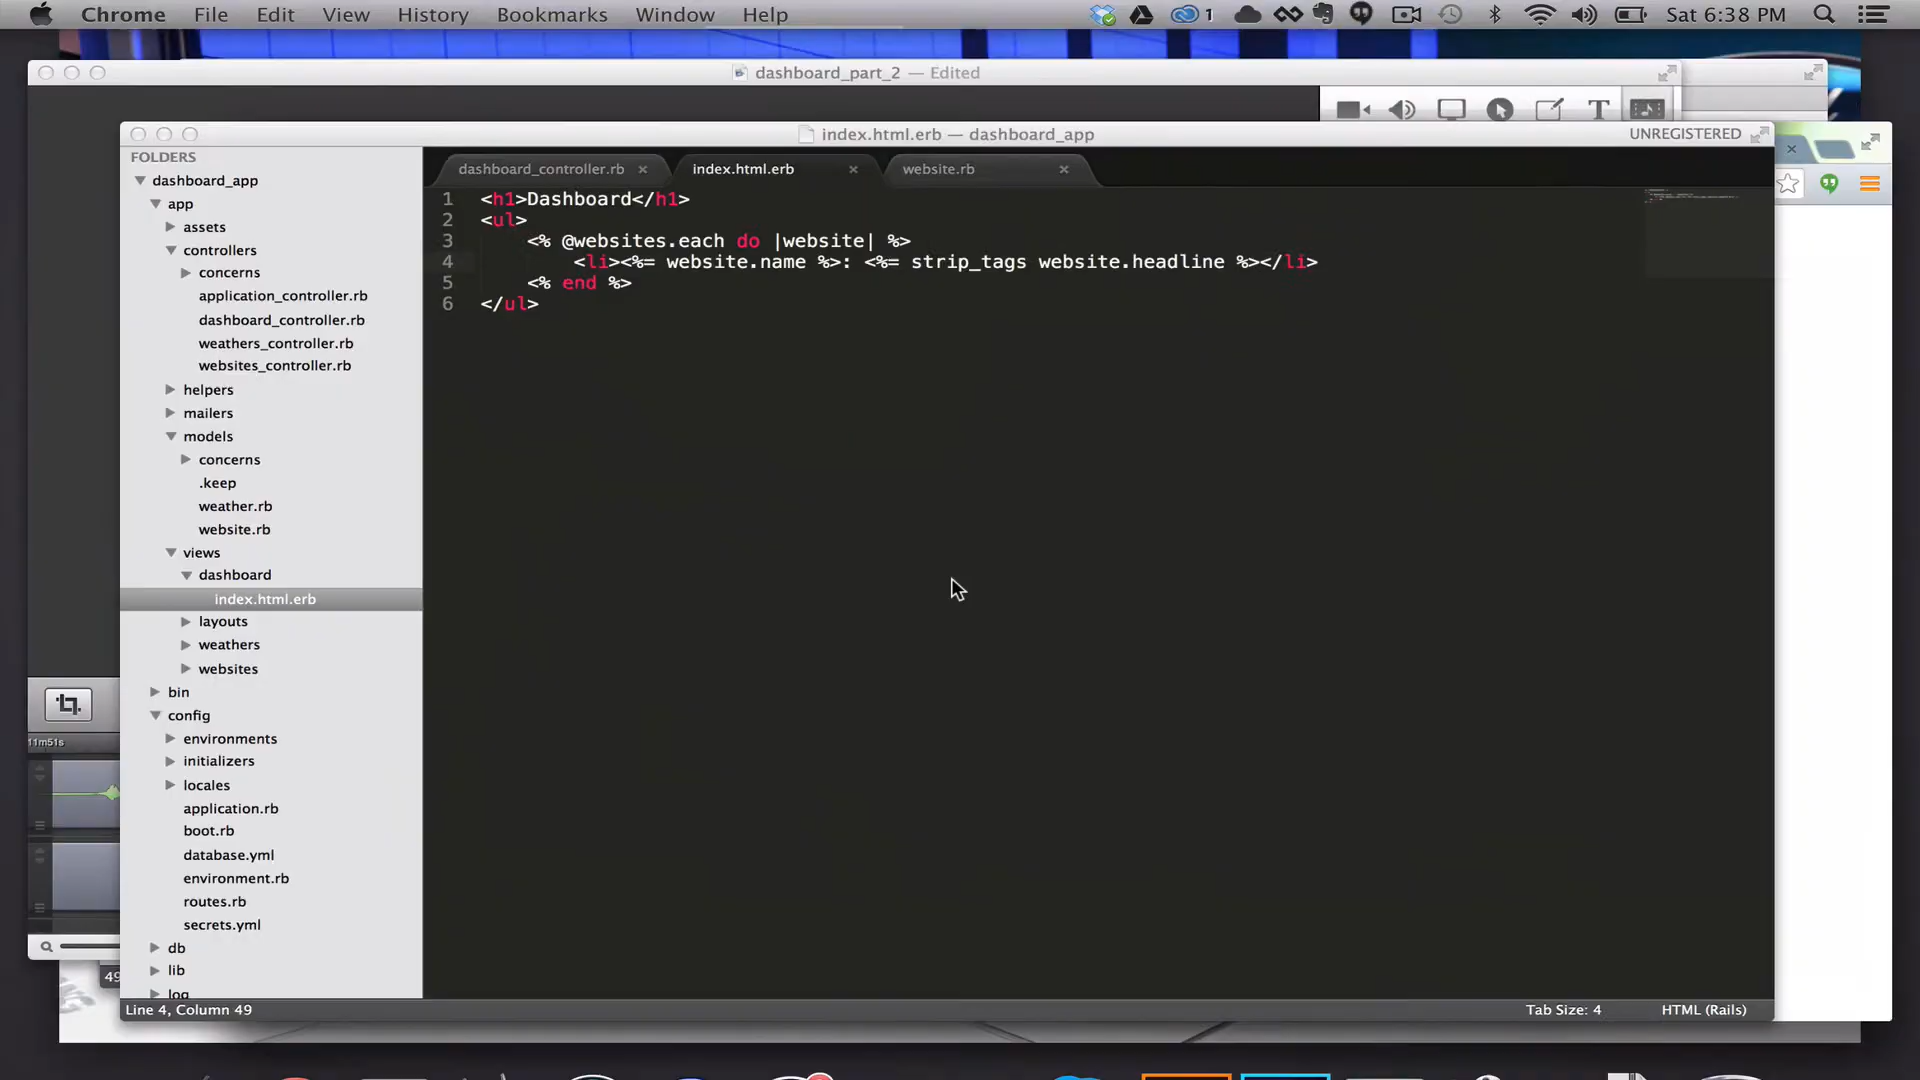 Chrome File Edit View History Bookmarks Window Help 1 Sat 6:38 PM
dashboard_part_2 — Edited
T
index.html.erb — dashboard_app UNREGISTERED
FOLDERS
dashboard_controller.rb × index.html.erb × website.rb ×
dashboard_app
app
assets
controllers
concerns
application_controller.rb
dashboard_controller.rb
weathers_controller.rb
websites_controller.rb
helpers
mailers
models
concerns
.keep
weather.rb
website.rb
views
dashboard
index.html.erb
layouts
weathers
websites
bin
config
environments
initializers
locales
application.rb
boot.rb
database.yml
environment.rb
routes.rb
secrets.yml
db
lib
log
1 <h1>Dashboard</h1>
2 <ul>
3 <% @websites.each do |website| %>
4 <li><%= website.name %>: <%= strip_tags website.headline %></li>
5 <% end %>
6 </ul>
11m51s
49
Line 4, Column 49 Tab Size: 4 HTML (Rails)